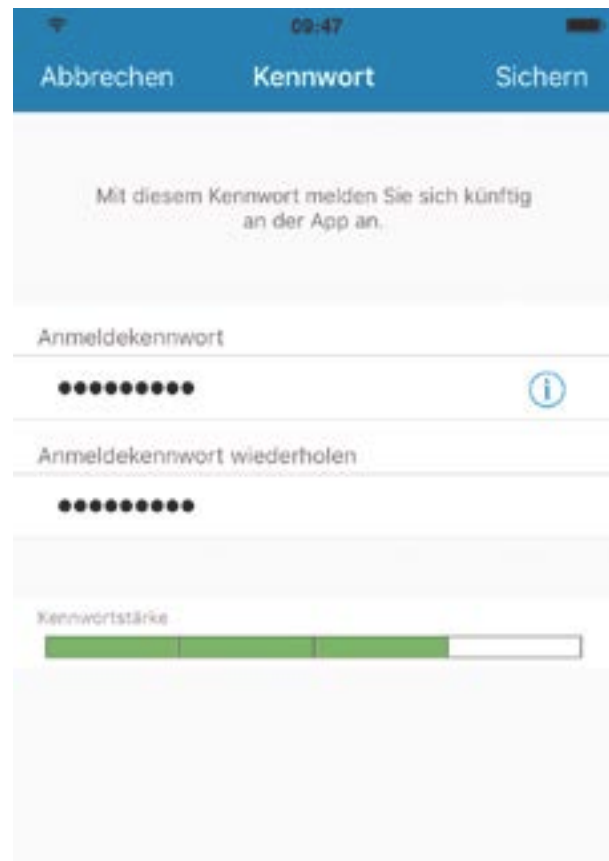 09:47
Abbrechen Kennwort Sichern
Mit diesem Kennwort melden Sie sich künftig
an der App an.
Anmeldekennwort
●●●●●●●●●
Anmeldekennwort wiederholen
●●●●●●●●●
Kennwortstärke